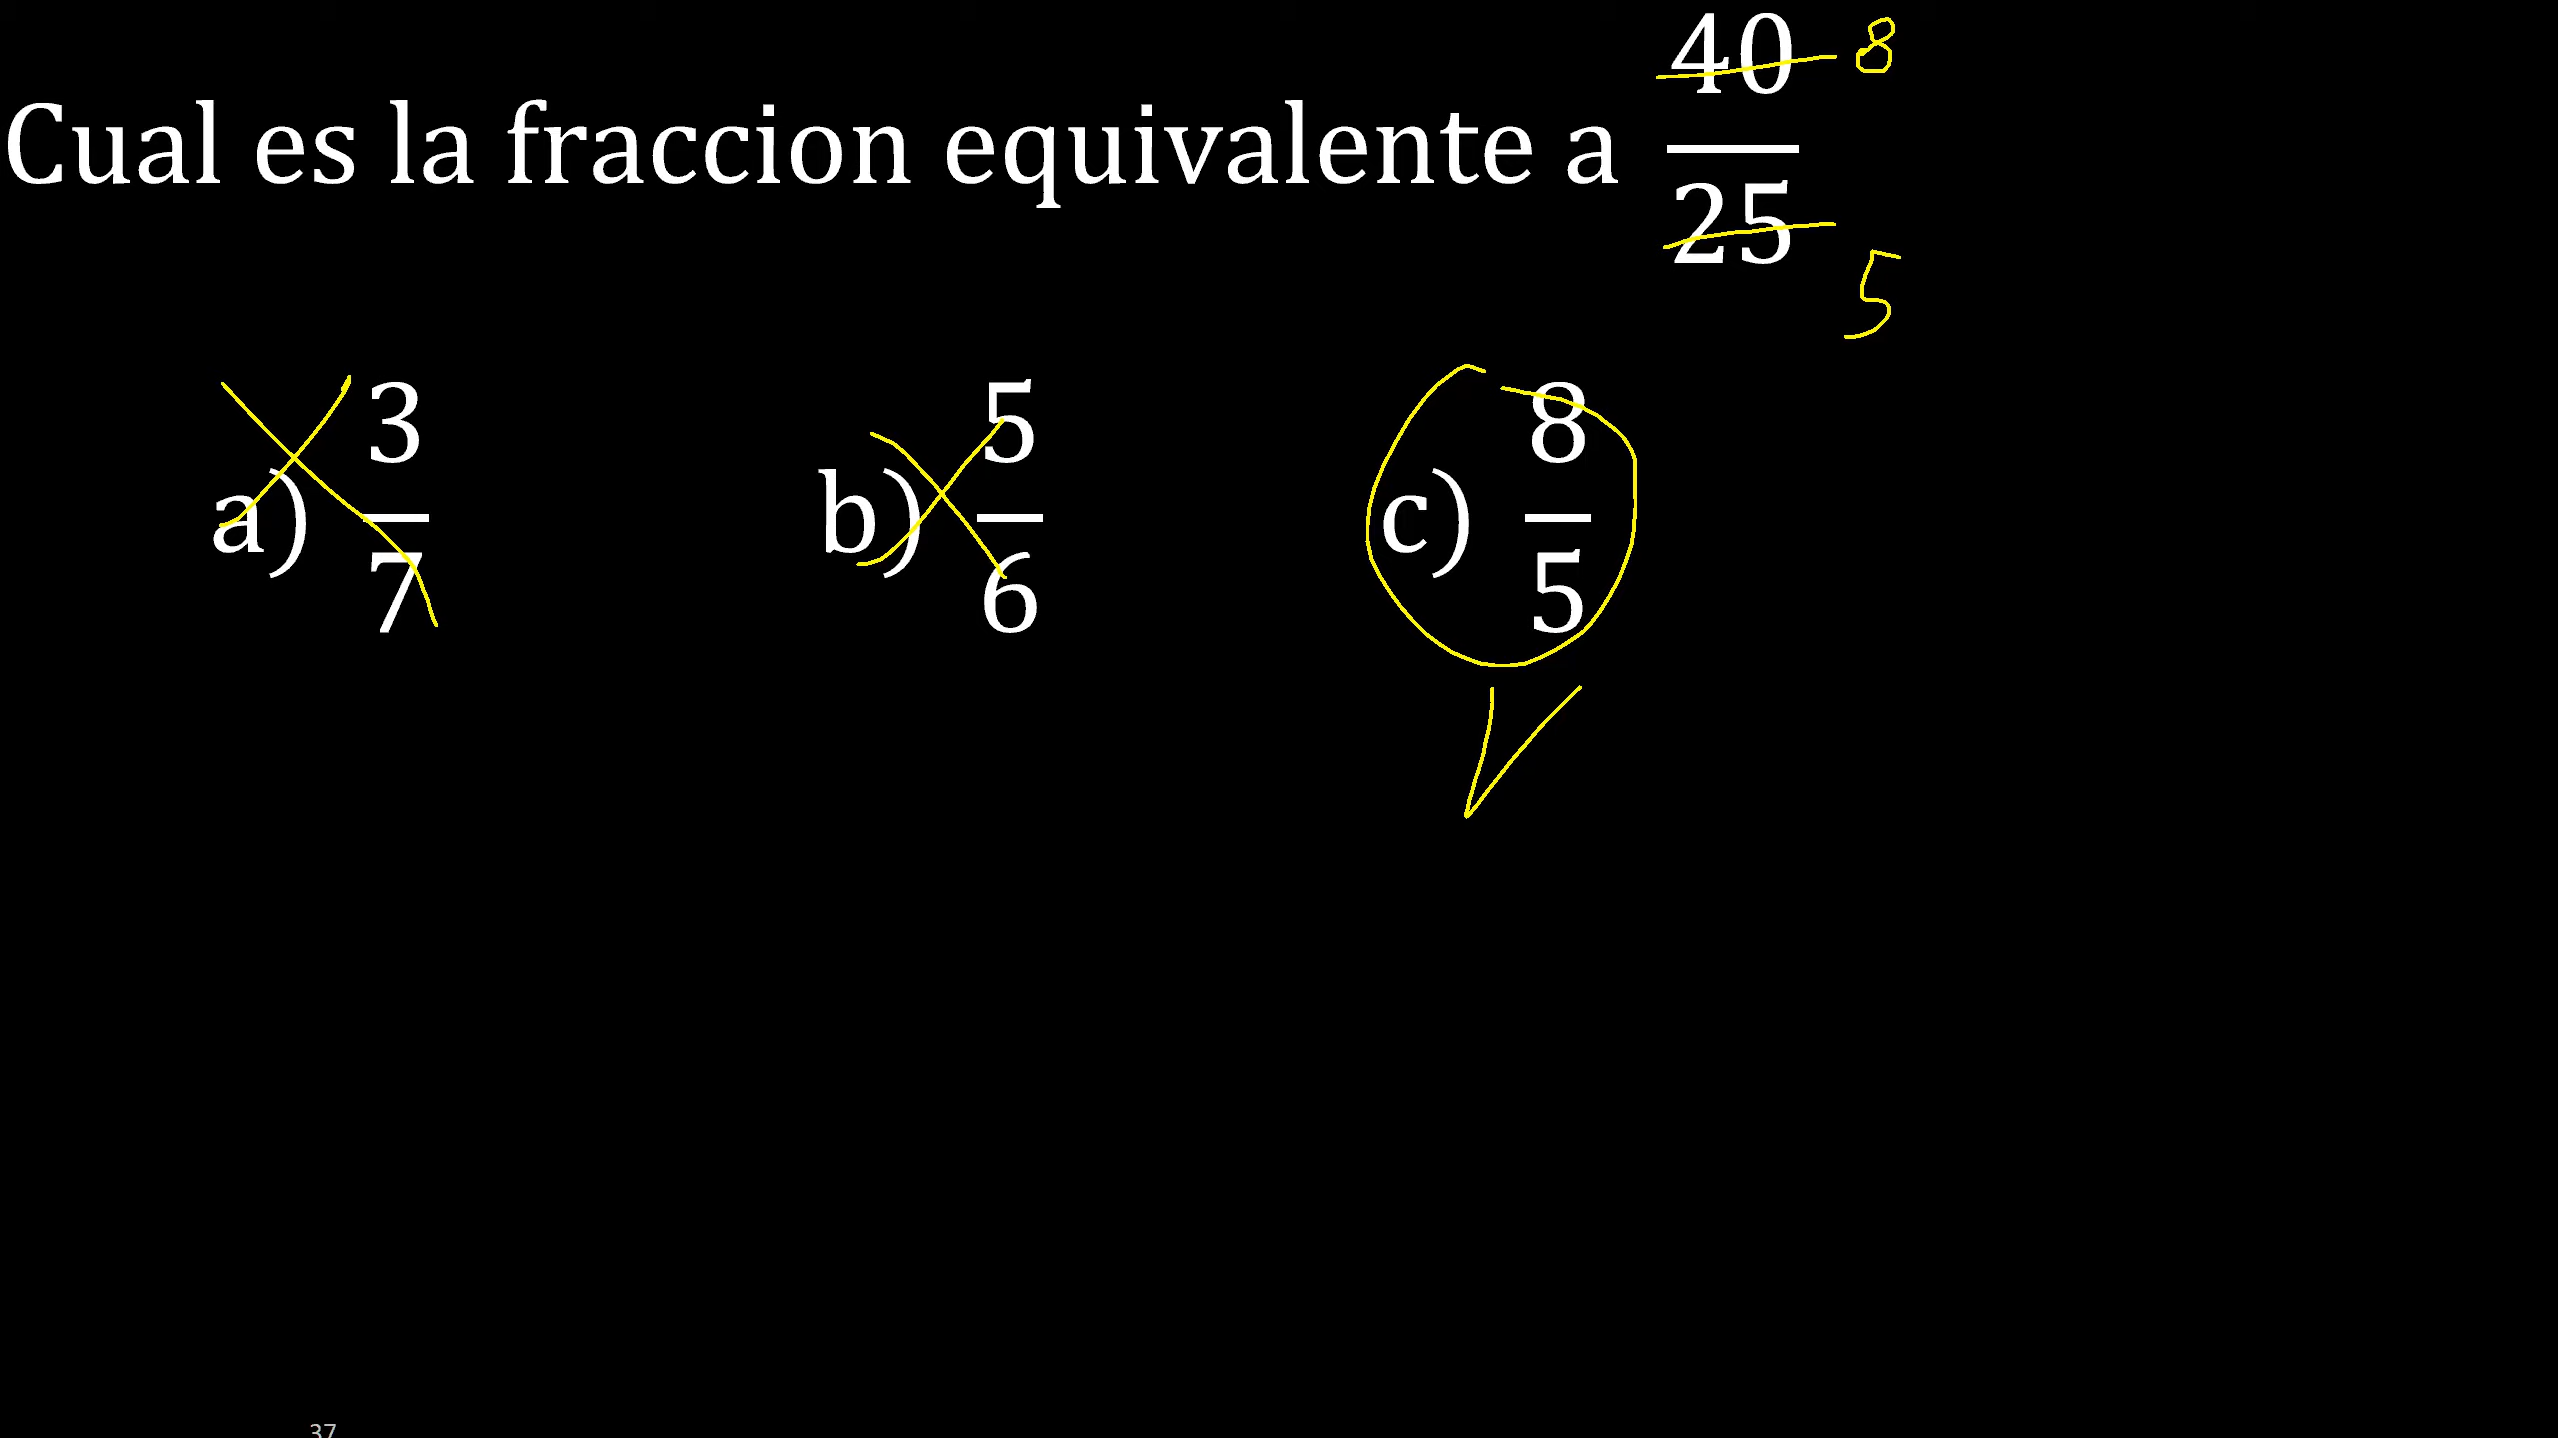 Cual es la fraccion equivalente a 40/25 8
5
a) 3/7 b) 5/6 c) 8/5
37